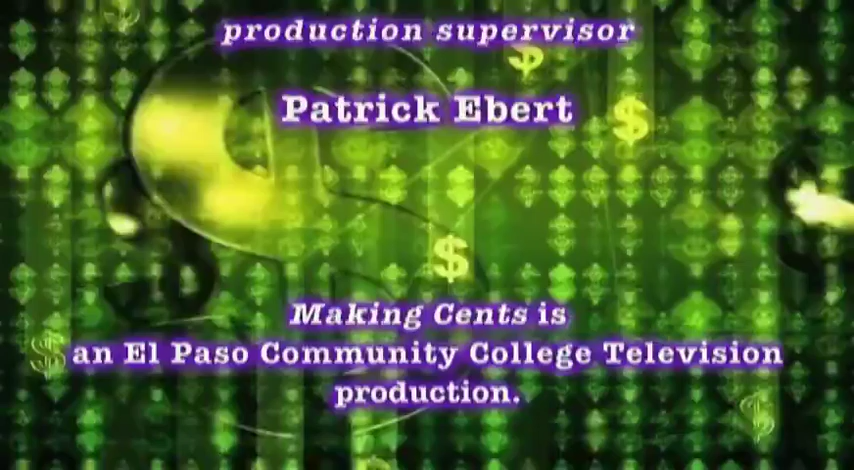 production supervisor
Patrick Ebert
Making Cents is
an El Paso Community College Television
production.